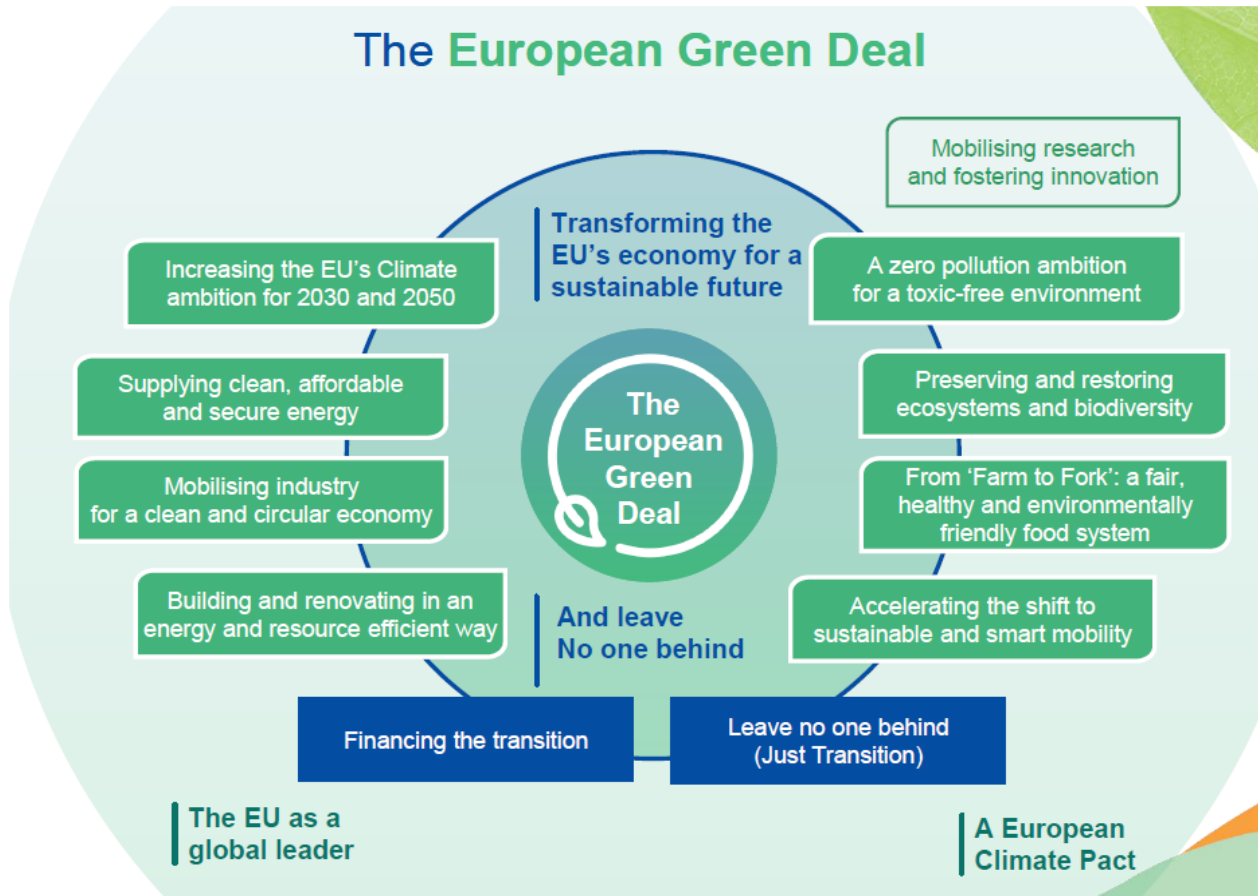 The European Green Deal
Mobilising research
and fostering innovation
Transforming the
EU's economy for a
sustainable future
Increasing the EU's Climate
ambition for 2030 and 2050
Supplying clean, affordable
and secure energy
Mobilising industry
for a clean and circular economy
Building and renovating in an
energy and resource efficient way
A zero pollution ambition
for a toxic-free environment
Preserving and restoring
ecosystems and biodiversity
From ‘Farm to Fork’: a fair,
healthy and environmentally
friendly food system
Accelerating the shift to
sustainable and smart mobility
The
European
Green
Deal
And leave
No one behind
Financing the transition
Leave no one behind
(Just Transition)
The EU as a
global leader
A European
Climate Pact